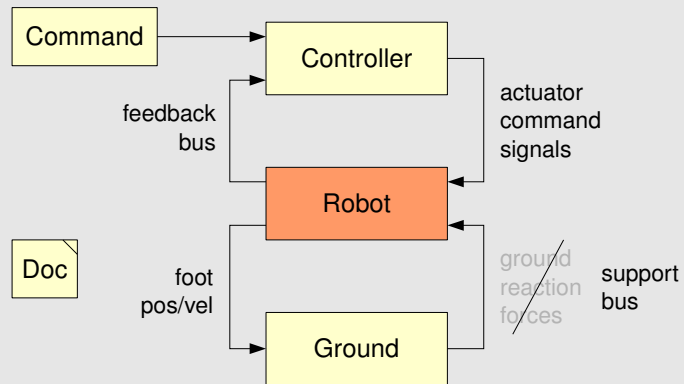 Command
Controller
feedback
bus
actuator
command
signals
Robot
Doc
foot
pos/vel
ground
reaction
forces
support
bus
Ground